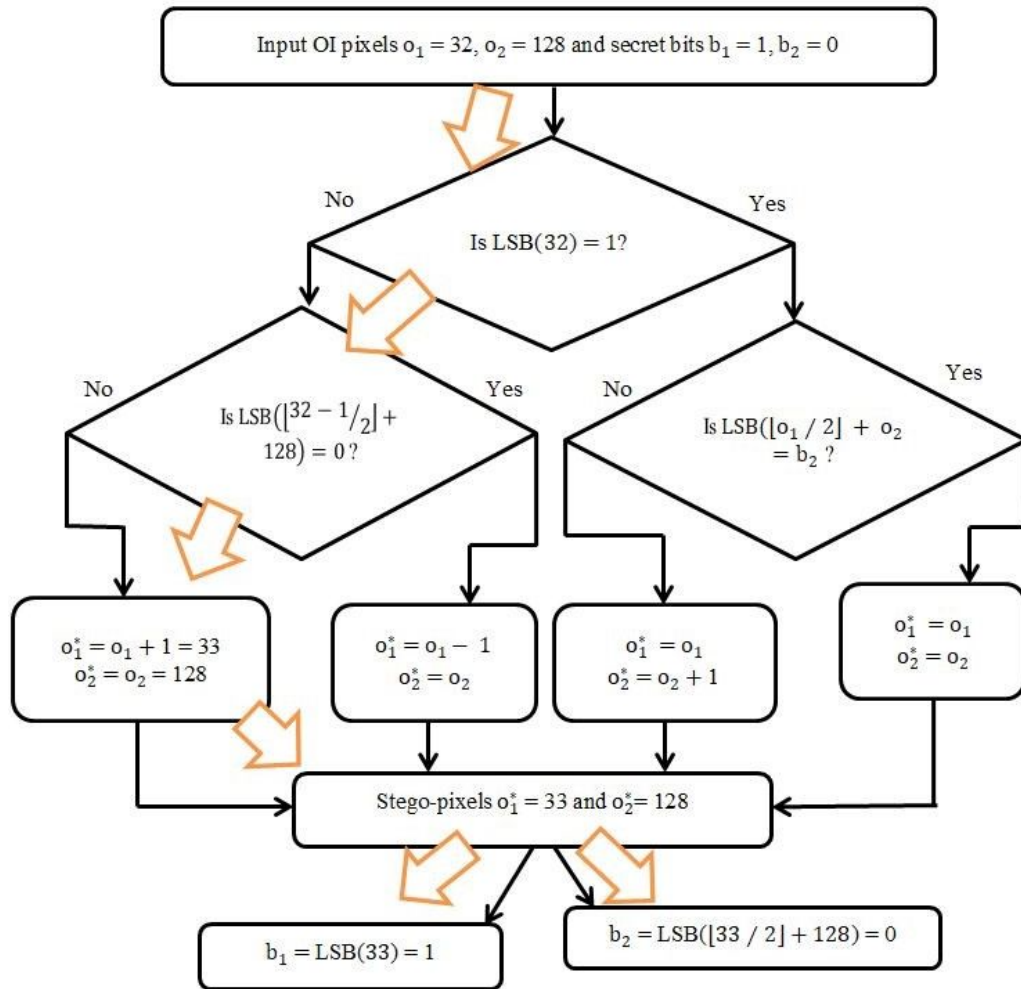 Input OI pixels o₁ = 32, o₂ = 128 and secret bits b₁ = 1, b₂ = 0
No
Yes
Is LSB(32) = 1?
No
Yes
Is LSB(⌊32 − 1/2⌋ +
128) = 0 ?
No
Yes
Is LSB(⌊o₁ / 2⌋ + o₂
= b₂ ?
o₁* = o₁ + 1 = 33
o₂* = o₂ = 128
o₁* = o₁ − 1
o₂* = o₂
o₁* = o₁
o₂* = o₂ + 1
o₁* = o₁
o₂* = o₂
Stego-pixels o₁* = 33 and o₂* = 128
b₁ = LSB(33) = 1
b₂ = LSB(⌊33 / 2⌋ + 128) = 0